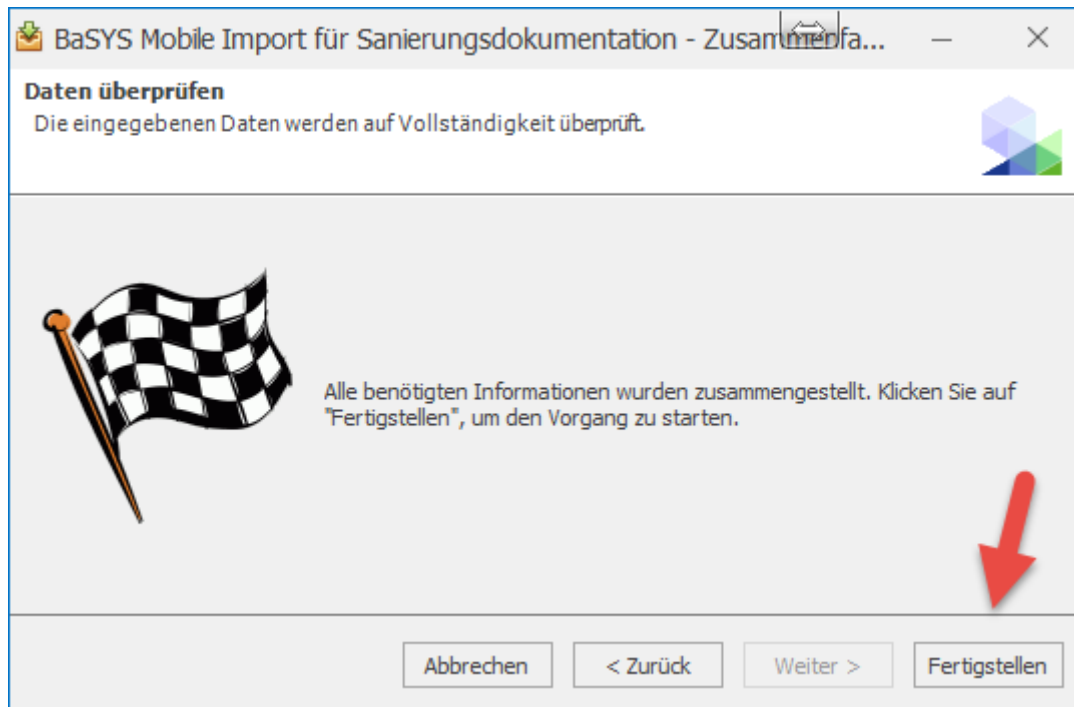 BaSYS Mobile Import für Sanierungsdokumentation - Zusammenfa...
Daten überprüfen
Die eingegebenen Daten werden auf Vollständigkeit überprüft.
Alle benötigten Informationen wurden zusammengestellt. Klicken Sie auf
"Fertigstellen", um den Vorgang zu starten.
Abbrechen
< Zurück
Weiter >
Fertigstellen